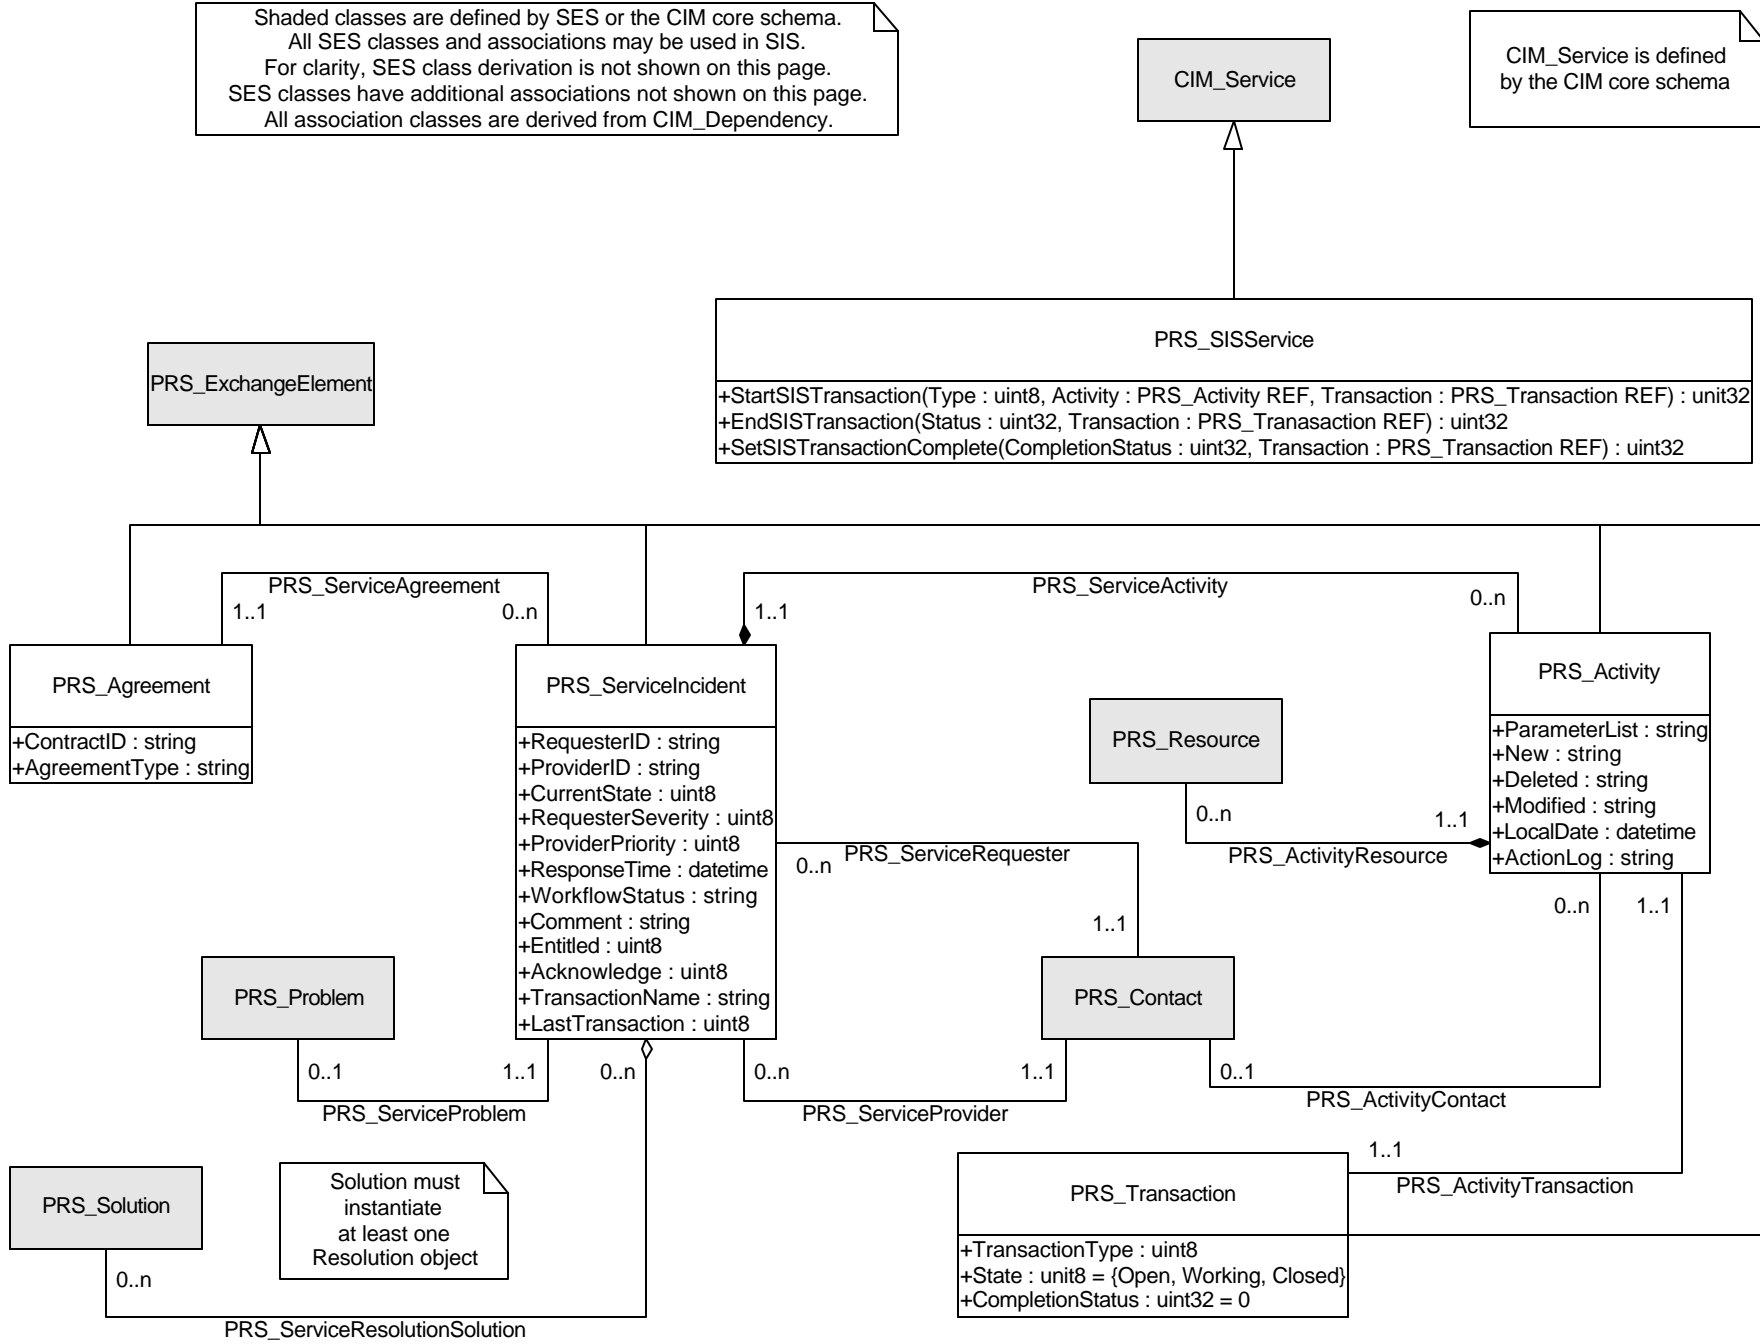 Shaded classes are defined by SES or the CIM core schema.
All SES classes and associations may be used in SIS.
For clarity, SES class derivation is not shown on this page.
SES classes have additional associations not shown on this page.
All association classes are derived from CIM_Dependency.
CIM_Service
CIM_Service is defined
by the CIM core schema
PRS_SISService
+StartSISTransaction(Type : uint8, Activity : PRS_Activity REF, Transaction : PRS_Transaction REF) : unit32
+EndSISTransaction(Status : uint32, Transaction : PRS_Tranasaction REF) : uint32
+SetSISTransactionComplete(CompletionStatus : uint32, Transaction : PRS_Transaction REF) : uint32
PRS_ExchangeElement
PRS_ServiceAgreement
1..1
0..n
PRS_ServiceActivity
1..1
0..n
PRS_Agreement
+ContractID : string
+AgreementType : string
PRS_ServiceIncident
+RequesterID : string
+ProviderID : string
+CurrentState : uint8
+RequesterSeverity : uint8
+ProviderPriority : uint8
+ResponseTime : datetime
+WorkflowStatus : string
+Comment : string
+Entitled : uint8
+Acknowledge : uint8
+TransactionName : string
+LastTransaction : uint8
PRS_Activity
+ParameterList : string
+New : string
+Deleted : string
+Modified : string
+LocalDate : datetime
+ActionLog : string
PRS_Resource
0..n
1..1
PRS_ActivityResource
PRS_ServiceRequester
0..n
1..1
0..n
1..1
PRS_Problem
PRS_Contact
0..1
1..1
PRS_ServiceProblem
0..n
0..n
1..1
PRS_ServiceProvider
0..1
PRS_ActivityContact
1..1
PRS_ActivityTransaction
PRS_Solution
0..n
PRS_ServiceResolutionSolution
Solution must
instantiate
at least one
Resolution object
PRS_Transaction
+TransactionType : uint8
+State : unit8 = {Open, Working, Closed}
+CompletionStatus : uint32 = 0